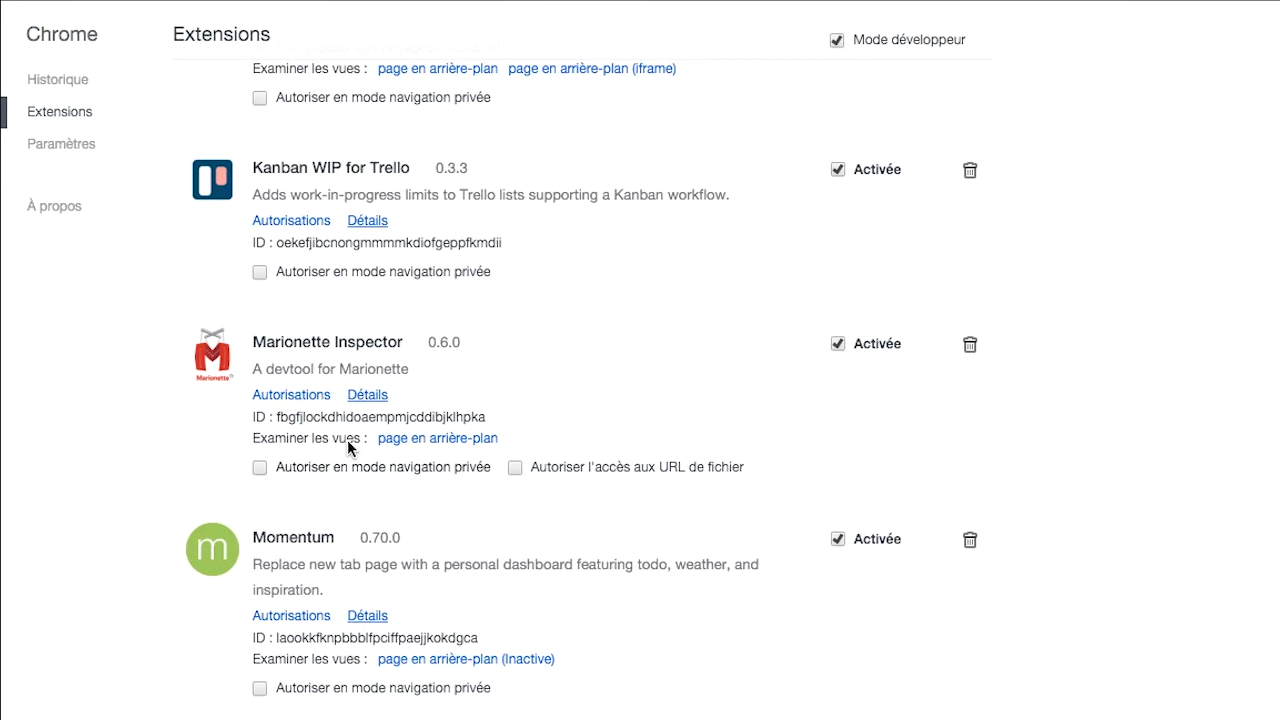 Chrome
Extensions
Mode développeur
Historique
Extensions
Paramètres
À propos
Examiner les vues : page en arrière-plan page en arrière-plan (iframe)
Autoriser en mode navigation privée
Kanban WIP for Trello 0.3.3
Activée
Adds work-in-progress limits to Trello lists supporting a Kanban workflow.
Autorisations Détails
ID : oekefjibcnongmmmmkdiofgeppfkmdii
Autoriser en mode navigation privée
Marionette
Marionette Inspector 0.6.0
Activée
A devtool for Marionette
Autorisations Détails
ID : fbgfjlockdhidoaempmjcddibjklhpka
Examiner les vues : page en arrière-plan
Autoriser en mode navigation privée Autoriser l'accès aux URL de fichier
m
Momentum 0.70.0
Activée
Replace new tab page with a personal dashboard featuring todo, weather, and
inspiration.
Autorisations Détails
ID : laookkfknpbbblfpciffpaejjkokdgca
Examiner les vues : page en arrière-plan (Inactive)
Autoriser en mode navigation privée